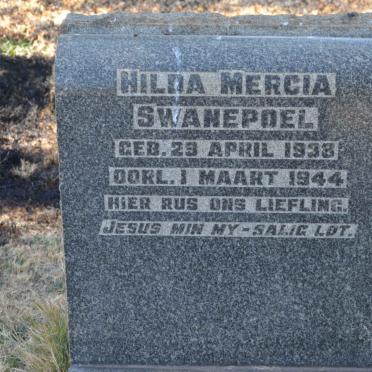 HILDA MERCIA
SWANEPOEL
GEB. 29 APRIL 1938
OORL. 1 MAART 1944
HIER RUS ONS LIEFLING.
JESUS MIN MY-SALIG LOT.